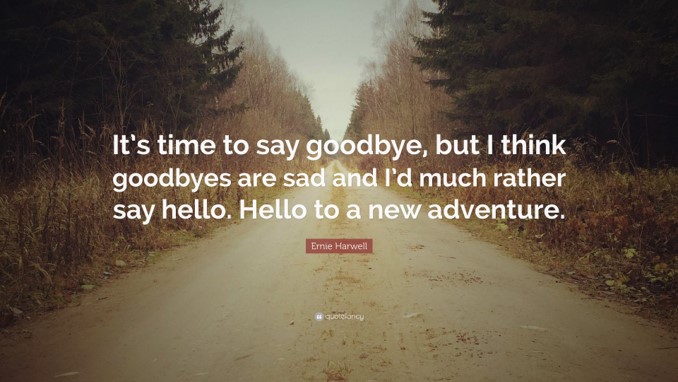 It’s time to say goodbye, but I think
goodbyes are sad and I’d much rather
say hello. Hello to a new adventure.
Ernie Harwell
quotefancy